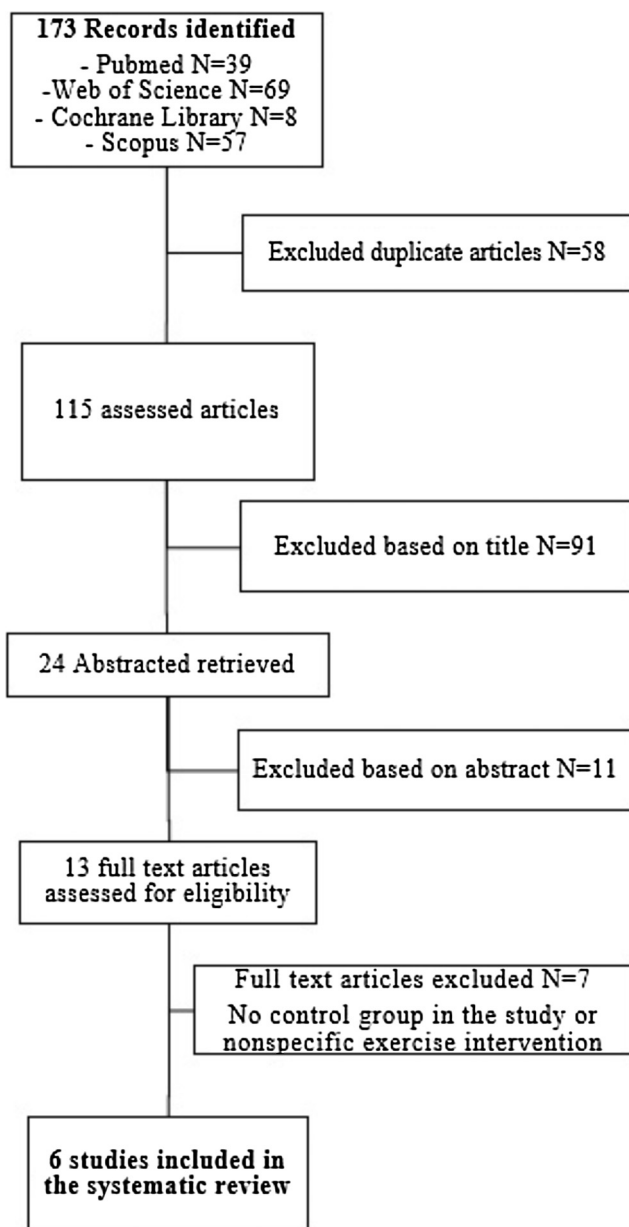 173 Records identified
- Pubmed N=39
-Web of Science N=69
- Cochrane Library N=8
- Scopus N=57
Excluded duplicate articles N=58
115 assessed articles
Excluded based on title N=91
24 Abstracted retrieved
Excluded based on abstract N=11
13 full text articles
assessed for eligibility
Full text articles excluded N=7
No control group in the study or
nonspecific exercise intervention
6 studies included in
the systematic review